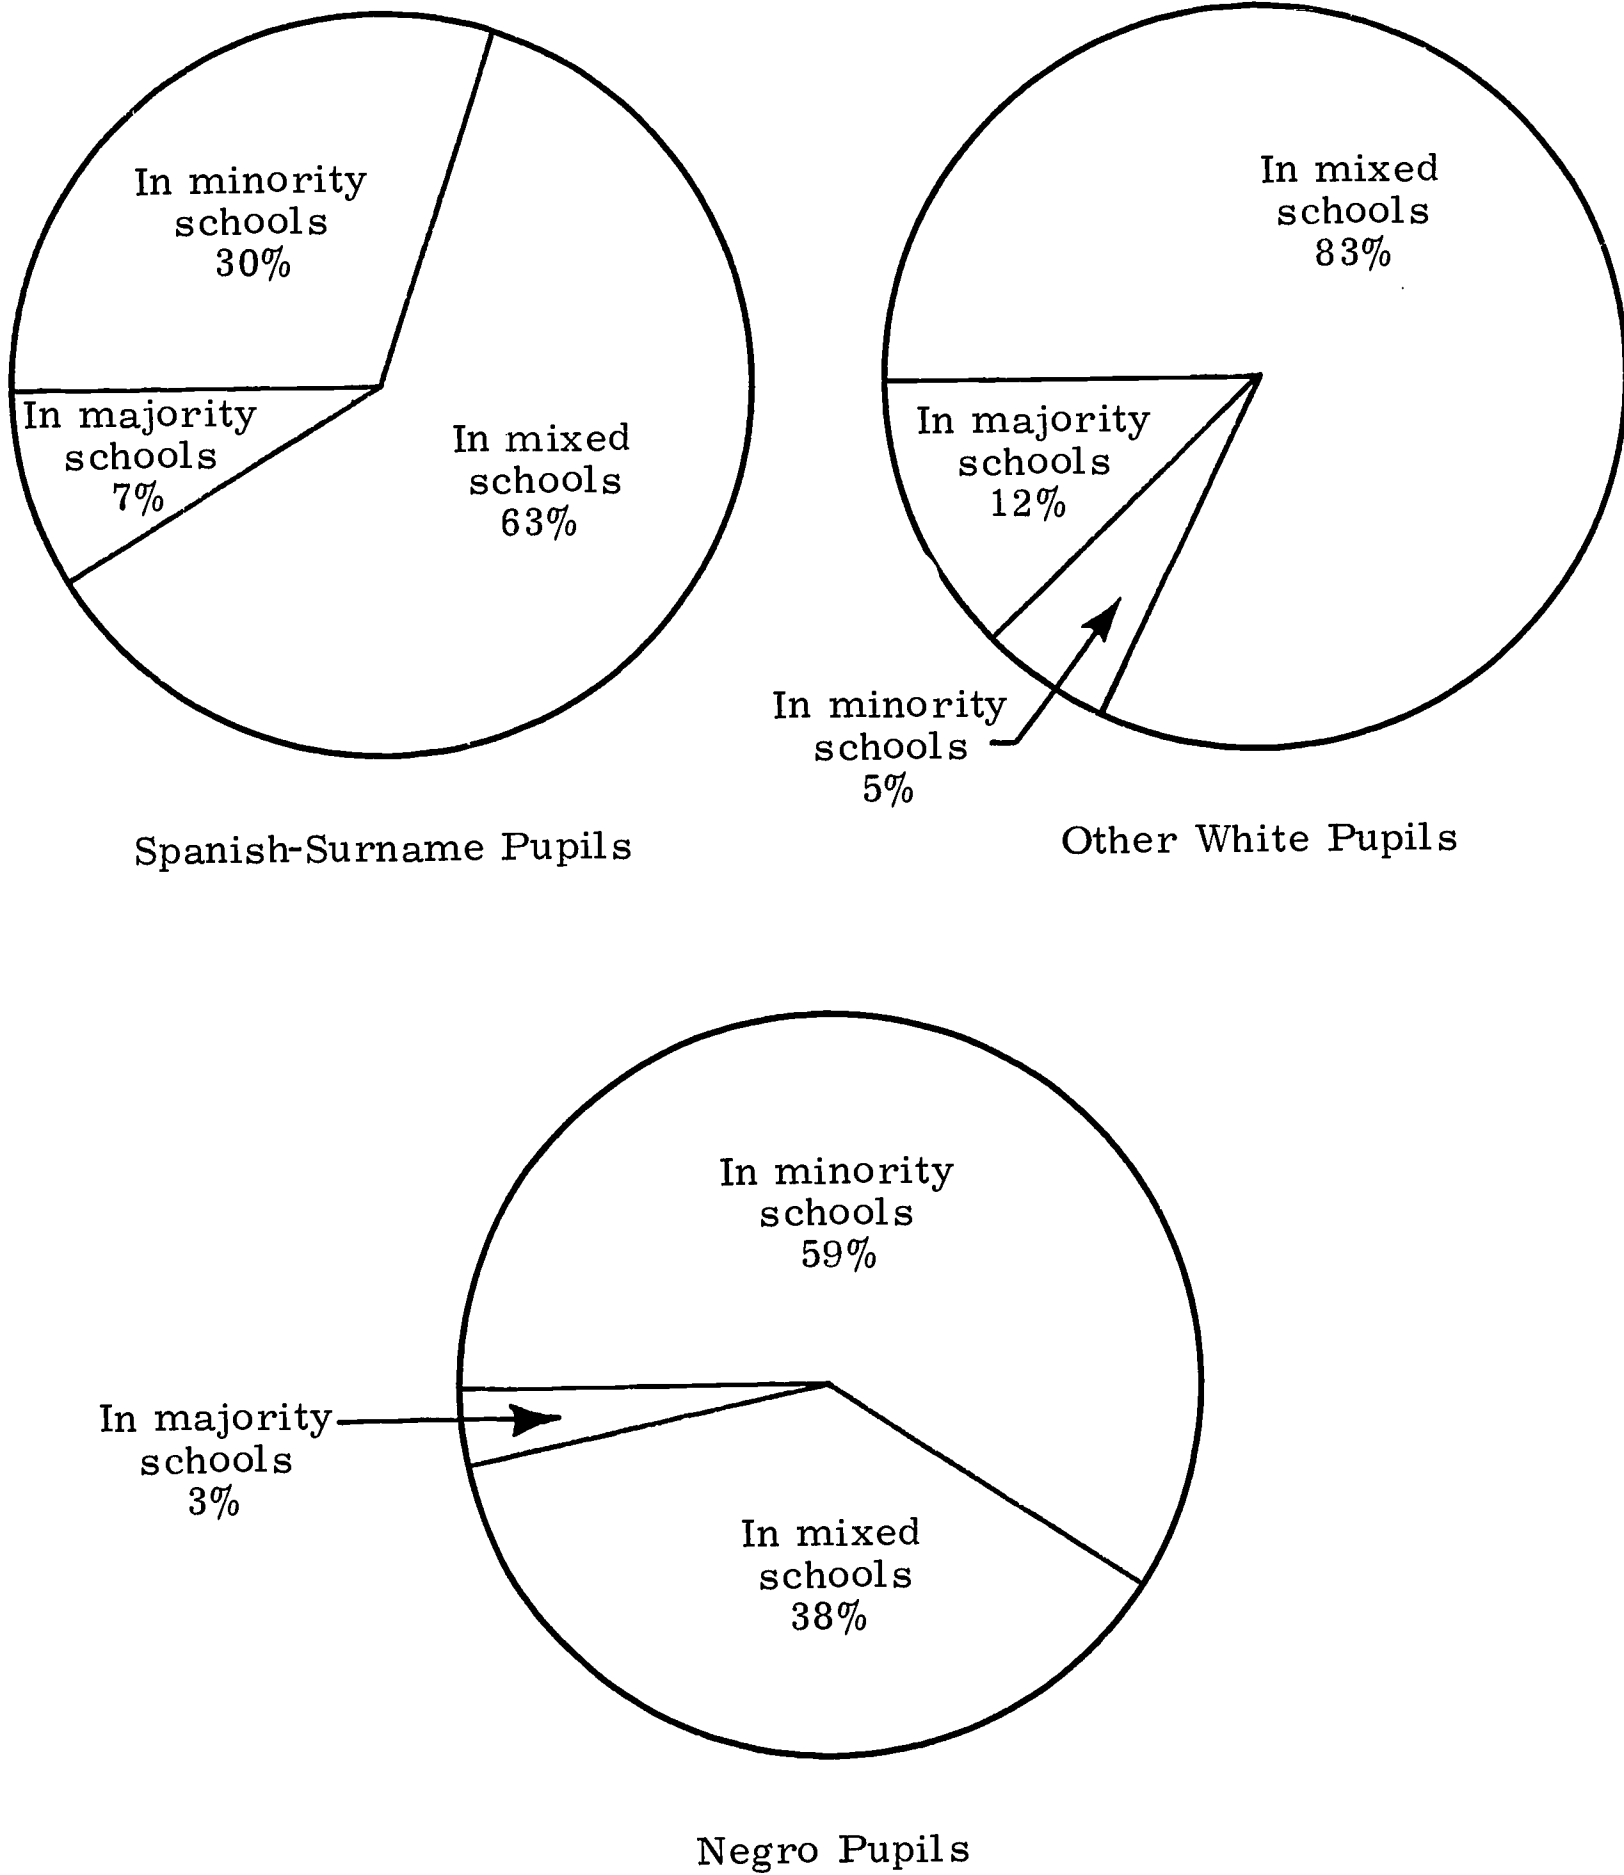 In minority
schools
30%
In majority
schools
7%
In mixed
schools
63%
Spanish-Surname Pupils
In mixed
schools
83%
In majority
schools
12%
In minority
schools
5%
Other White Pupils
In minority
schools
59%
In majority
schools
3%
In mixed
schools
38%
Negro Pupils